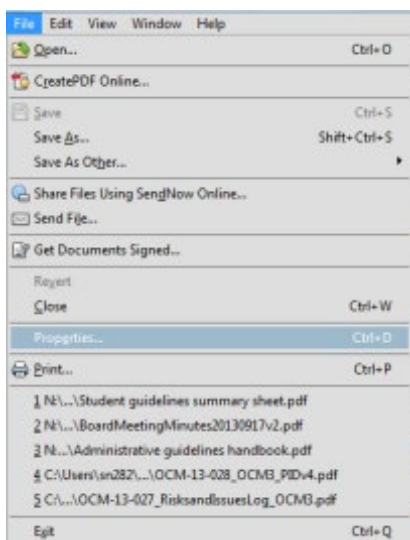 File Edit View Window Help
Open... Ctrl+O
CreatePDF Online...
Save Ctrl+S
Save As... Shift+Ctrl+S
Save As Other...
Share Files Using SendNow Online...
Send File...
Get Documents Signed...
Revert
Close Ctrl+W
Properties... Ctrl+D
Print... Ctrl+P
1 N:\...\Student guidelines summary sheet.pdf
2 N:\...\BoardMeetingMinutes20130917v2.pdf
3 N:\...\Administrative guidelines handbook.pdf
4 C:\Users\sn282\...\OCM-13-028_OCM3_PIDv4.pdf
5 C:\...\OCM-13-027_RisksandIssuesLog_OCM3.pdf
Exit Ctrl+Q